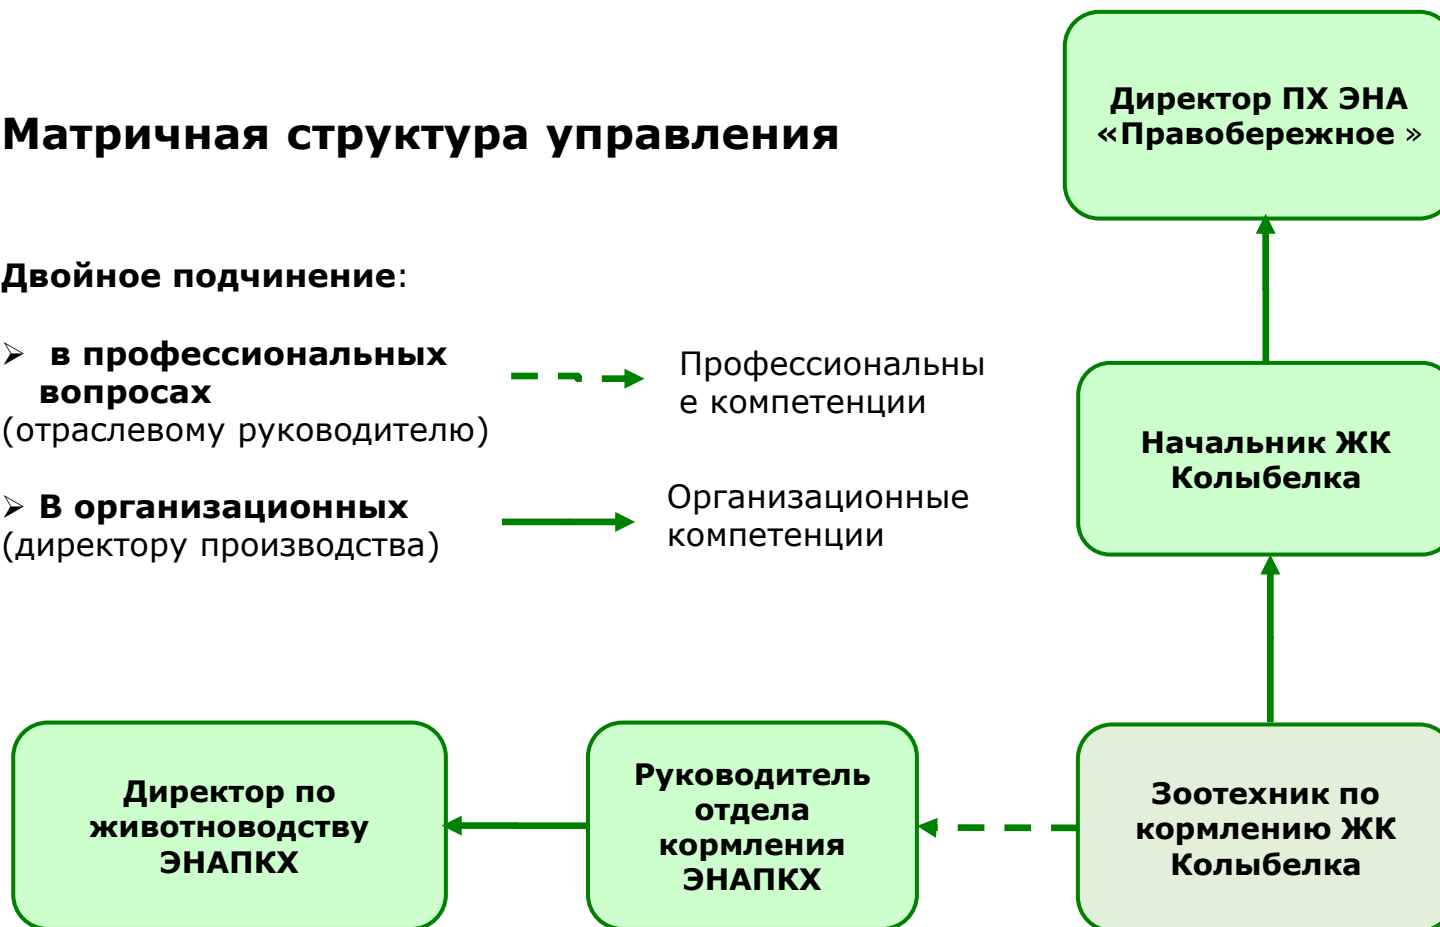 Матричная структура управления
Двойное подчинение:
➢ в профессиональных
вопросах
(отраслевому руководителю)
Профессиональны
е компетенции
➢ В организационных
(директору производства)
Организационные
компетенции
Директор ПХ ЭНА
«Правобережное »
Начальник ЖК
Колыбелка
Директор по
животноводству
ЭНАПКХ
Руководитель
отдела
кормления
ЭНАПКХ
Зоотехник по
кормлению ЖК
Колыбелка